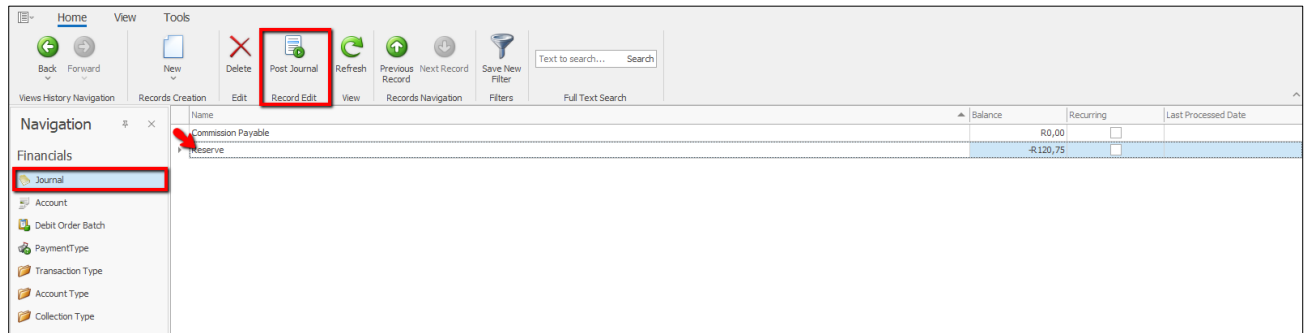 Home View Tools
Back Forward New Delete Post Journal Refresh Previous Record Next Record Save New Filter Text to search... Search
Views History Navigation Records Creation Edit Record Edit View Records Navigation Filters Full Text Search
Navigation
Financials
Journal
Account
Debit Order Batch
PaymentType
Transaction Type
Account Type
Collection Type
Name Balance Recurring Last Processed Date
Commission Payable R0,00
Reserve -R120,75